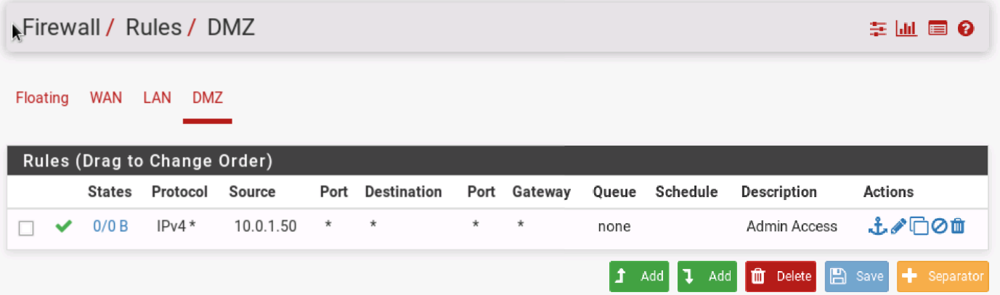 Firewall / Rules / DMZ
Floating WAN LAN DMZ
Rules (Drag to Change Order)
States Protocol Source Port Destination Port Gateway Queue Schedule Description Actions
0/0 B IPv4 * 10.0.1.50 * * * * none Admin Access
Add Add Delete Save Separator